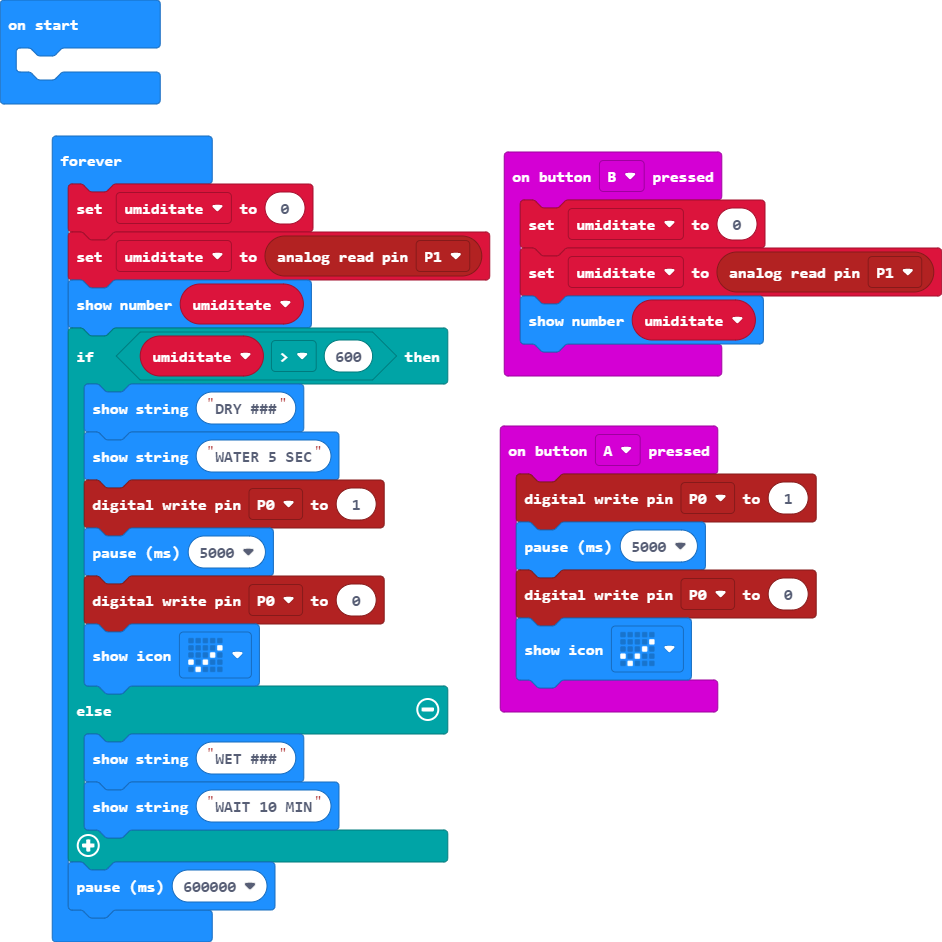 on start
forever
set umiditate to 0
set umiditate to analog read pin P1
show number umiditate
if umiditate > 600 then
show string "DRY ###"
show string "WATER 5 SEC"
digital write pin P0 to 1
pause (ms) 5000
digital write pin P0 to 0
show icon
else
show string "WET ###"
show string "WAIT 10 MIN"
pause (ms) 600000
on button B pressed
set umiditate to 0
set umiditate to analog read pin P1
show number umiditate
on button A pressed
digital write pin P0 to 1
pause (ms) 5000
digital write pin P0 to 0
show icon